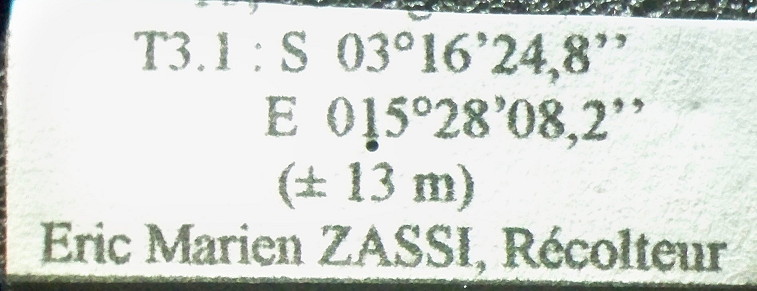 T3.1 : S 03°16'24,8''
E 015°28'08,2''
(± 13 m)
Eric Marien ZASSI, Récolteur